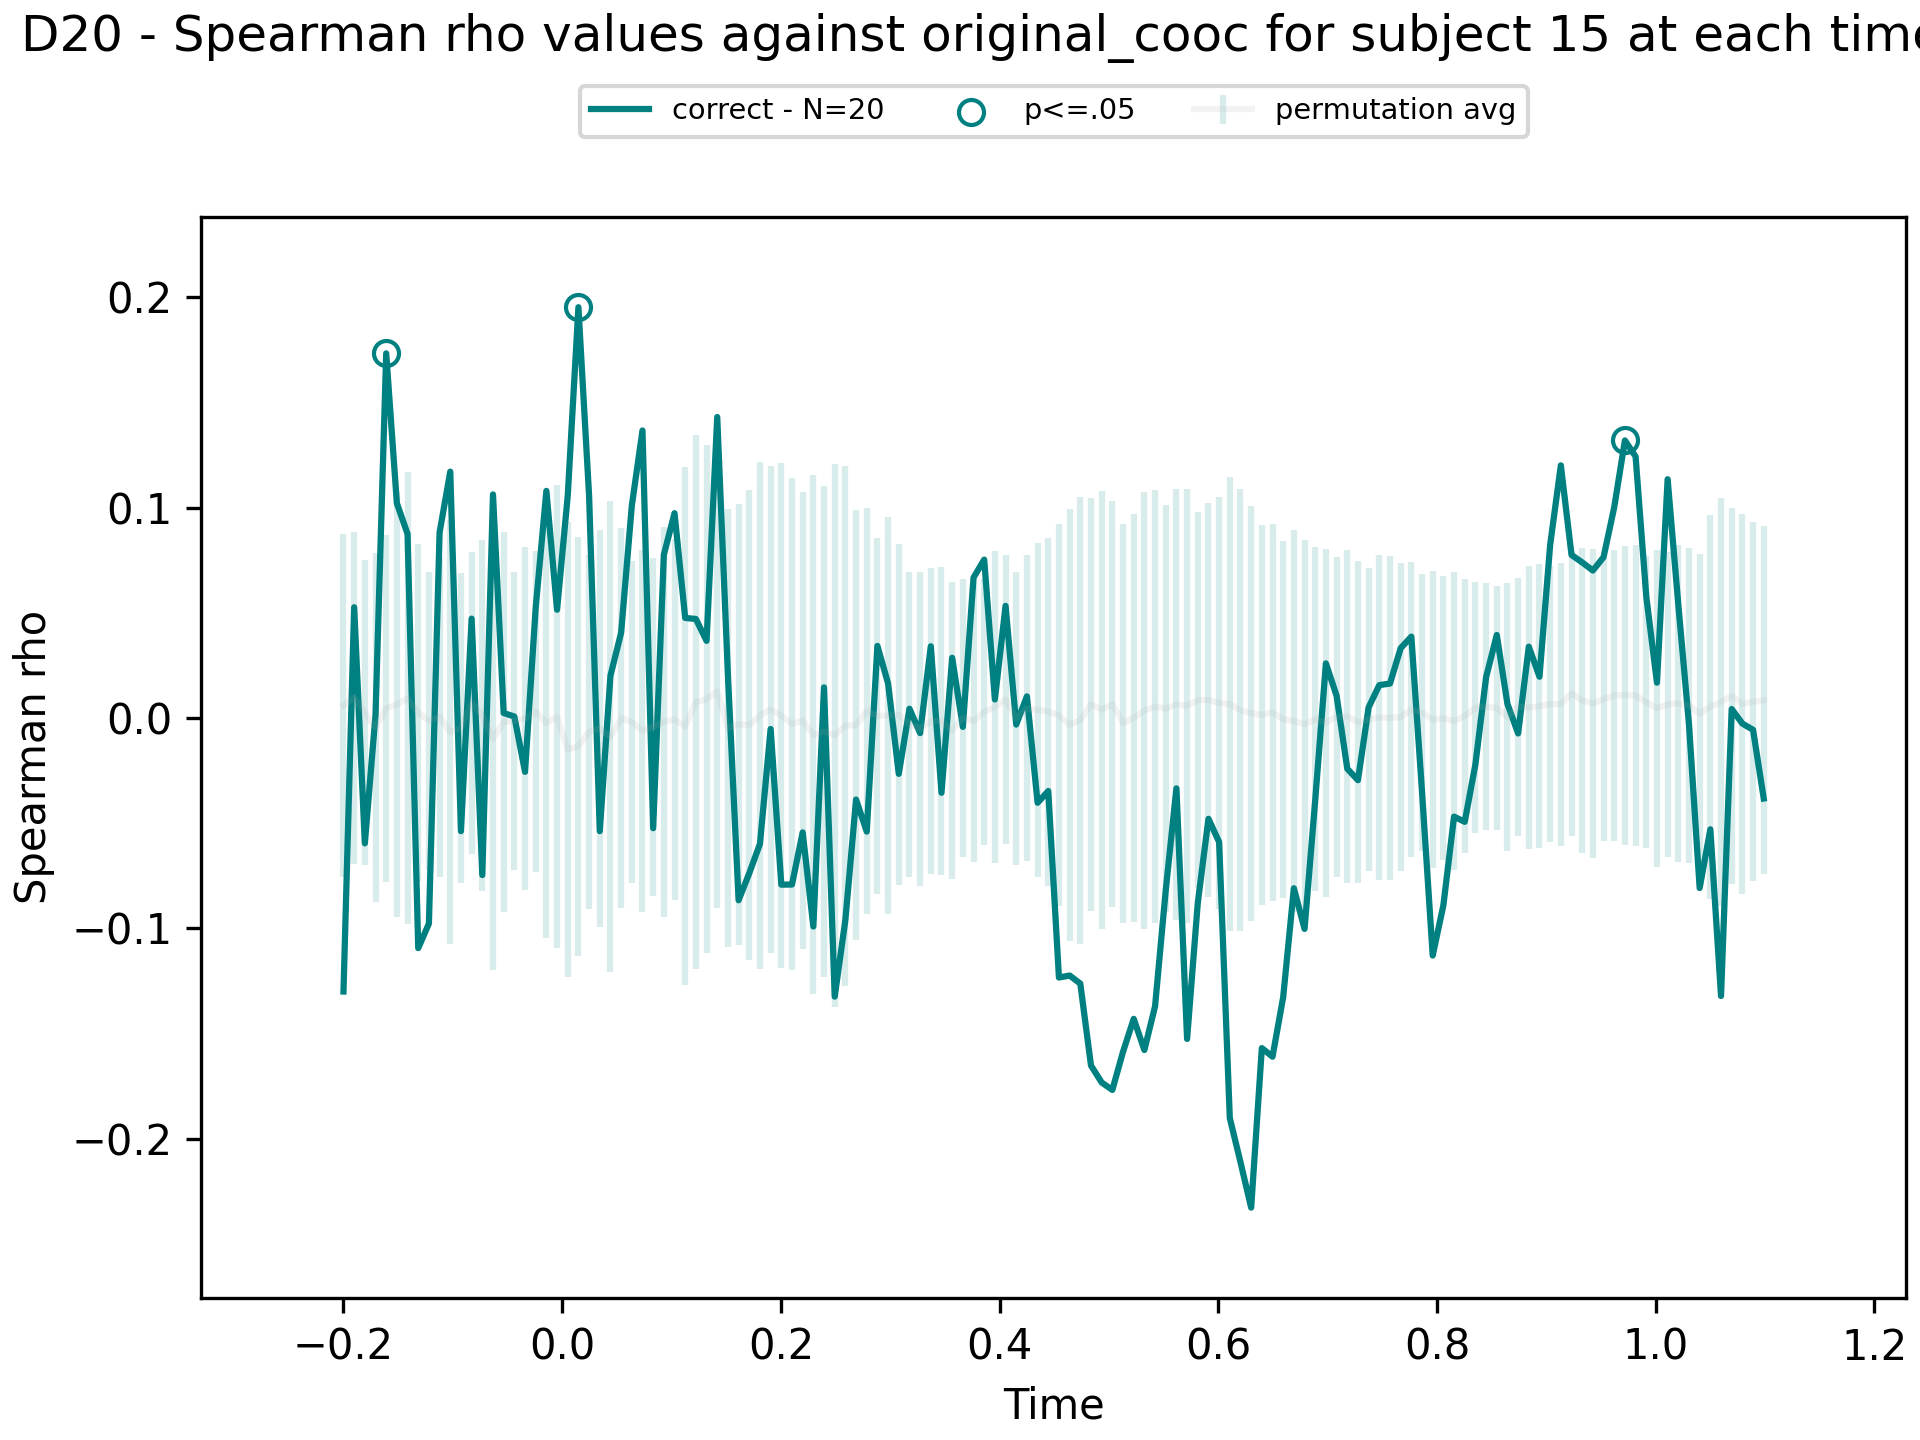 D20 - Spearman rho values against original_cooc for subject 15 at each time
correct - N=20
p<=.05
permutation avg
Spearman rho
0.2
0.1
0.0
−0.1
−0.2
−0.2
0.0
0.2
0.4
0.6
0.8
1.0
1.2
Time